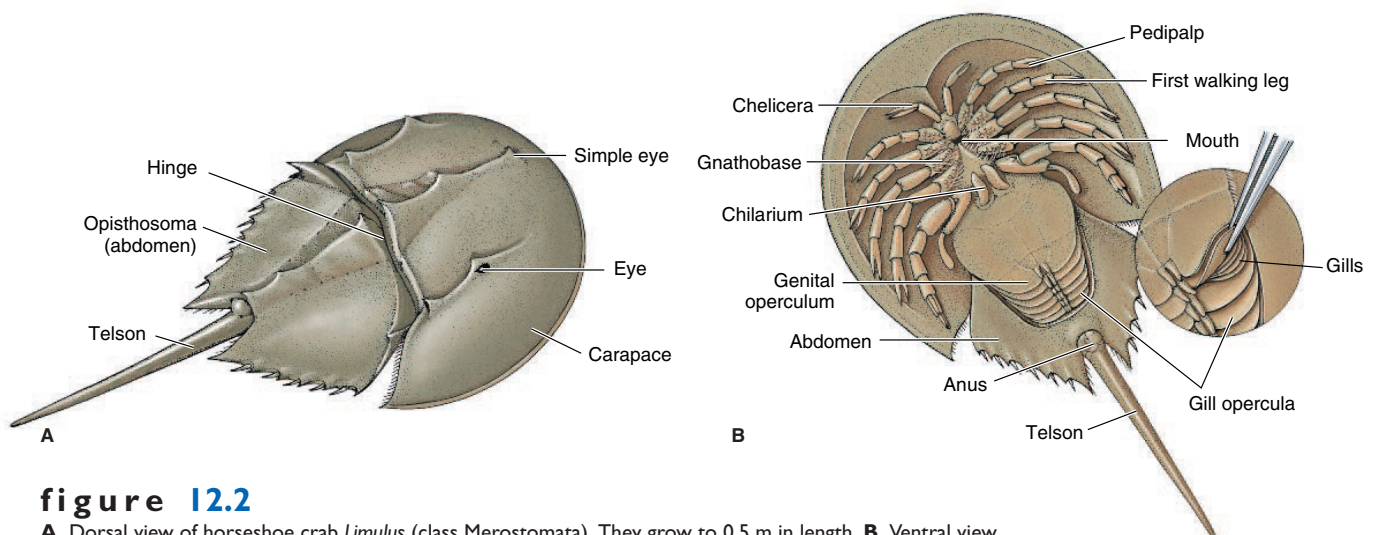 Hinge
Simple eye
Opisthosoma
(abdomen)
Eye
Telson
Carapace
A
Pedipalp
First walking leg
Chelicera
Mouth
Gnathobase
Chilarium
Gills
Genital
operculum
Abdomen
Anus
Gill opercula
Telson
B
figure 12.2
A Dorsal view of horseshoe crab Limulus (class Merostomata). They grow to 0.5 m in length. B Ventral view.